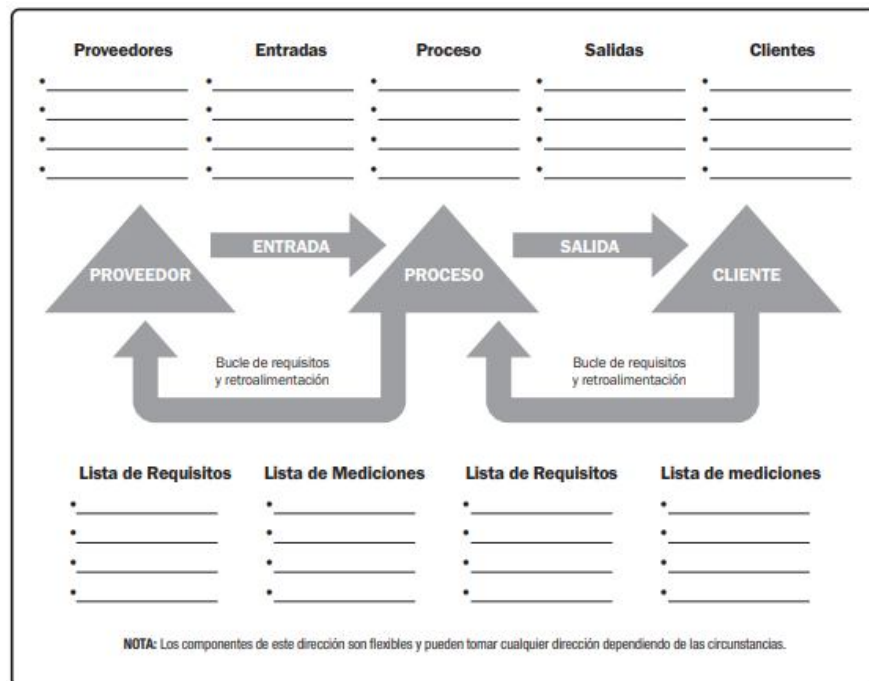 Proveedores Entradas Proceso Salidas Clientes
ENTRADA SALIDA
PROVEEDOR PROCESO CLIENTE
Bucle de requisitos
y retroalimentación
Bucle de requisitos
y retroalimentación
Lista de Requisitos Lista de Mediciones Lista de Requisitos Lista de mediciones
NOTA: Los componentes de este dirección son flexibles y pueden tomar cualquier dirección dependiendo de las circunstancias.